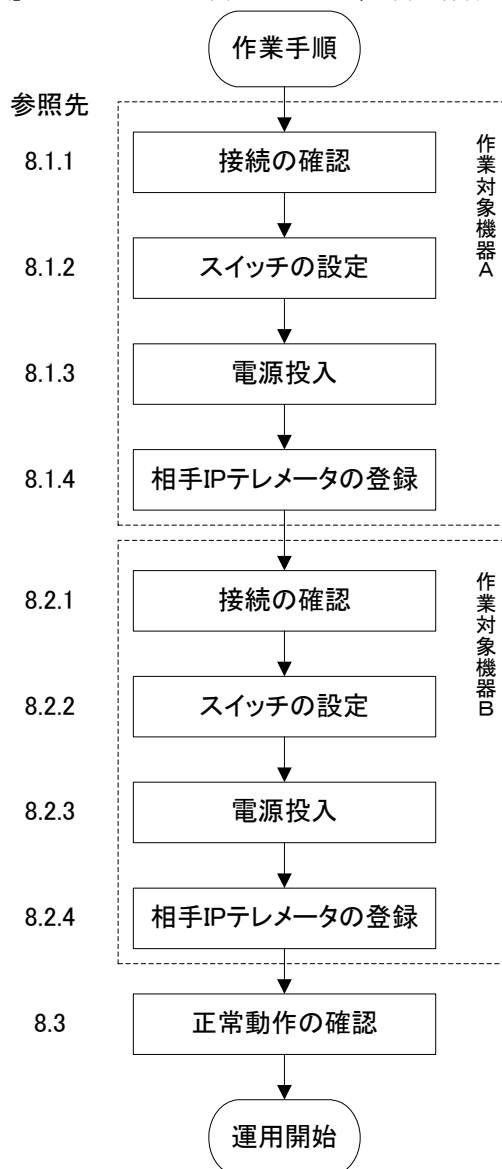 作業手順
参照先
8.1.1 接続の確認
8.1.2 スイッチの設定
8.1.3 電源投入
8.1.4 相手IPテレメータの登録
作業対象機器A
8.2.1 接続の確認
8.2.2 スイッチの設定
8.2.3 電源投入
8.2.4 相手IPテレメータの登録
作業対象機器B
8.3 正常動作の確認
運用開始